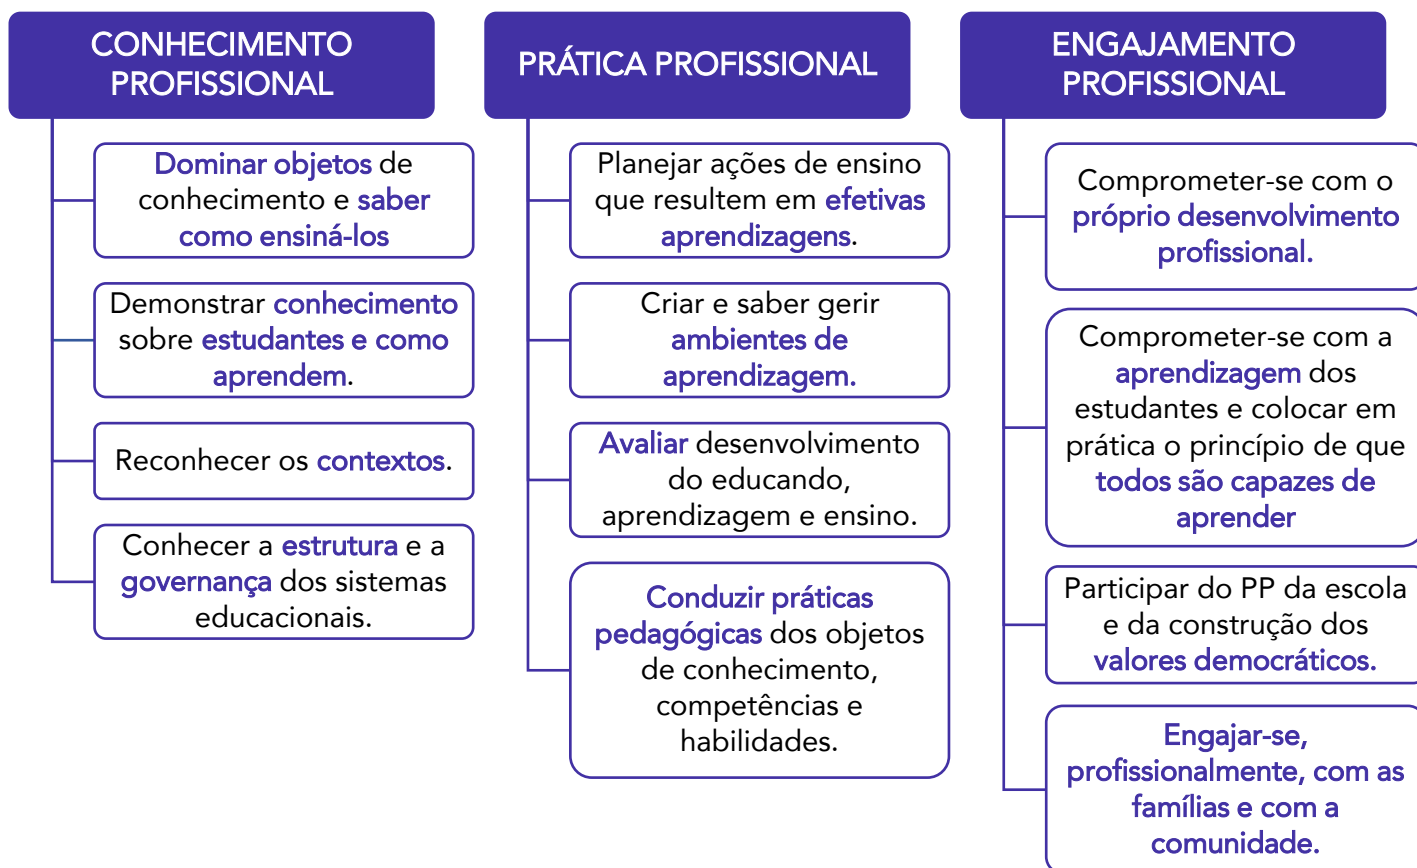 CONHECIMENTO
PROFISSIONAL
Dominar objetos de
conhecimento e saber
como ensiná-los
Demonstrar conhecimento
sobre estudantes e como
aprendem.
Reconhecer os contextos.
Conhecer a estrutura e a
governança dos sistemas
educacionais.
PRÁTICA PROFISSIONAL
Planejar ações de ensino
que resultem em efetivas
aprendizagens.
Criar e saber gerir
ambientes de
aprendizagem.
Avaliar desenvolvimento
do educando,
aprendizagem e ensino.
Conduzir práticas
pedagógicas dos objetos
de conhecimento,
competências e
habilidades.
ENGAJAMENTO
PROFISSIONAL
Comprometer-se com o
próprio desenvolvimento
profissional.
Comprometer-se com a
aprendizagem dos
estudantes e colocar em
prática o princípio de que
todos são capazes de
aprender
Participar do PP da escola
e da construção dos
valores democráticos.
Engajar-se,
profissionalmente, com as
famílias e com a
comunidade.